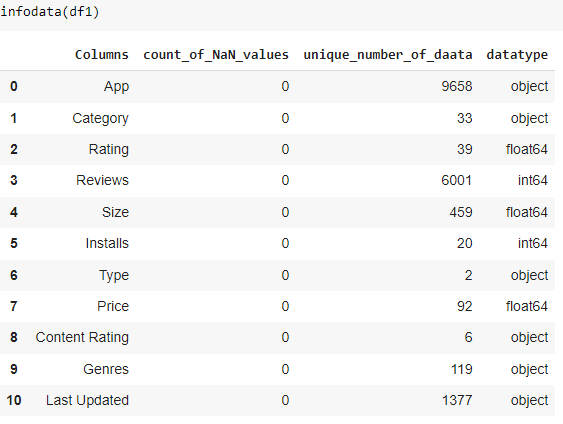 infodata(df1)
Columns count_of_NaN_values unique_number_of_daata datatype
0 App 0 9658 object
1 Category 0 33 object
2 Rating 0 39 float64
3 Reviews 0 6001 int64
4 Size 0 459 float64
5 Installs 0 20 int64
6 Type 0 2 object
7 Price 0 92 float64
8 Content Rating 0 6 object
9 Genres 0 119 object
10 Last Updated 0 1377 object